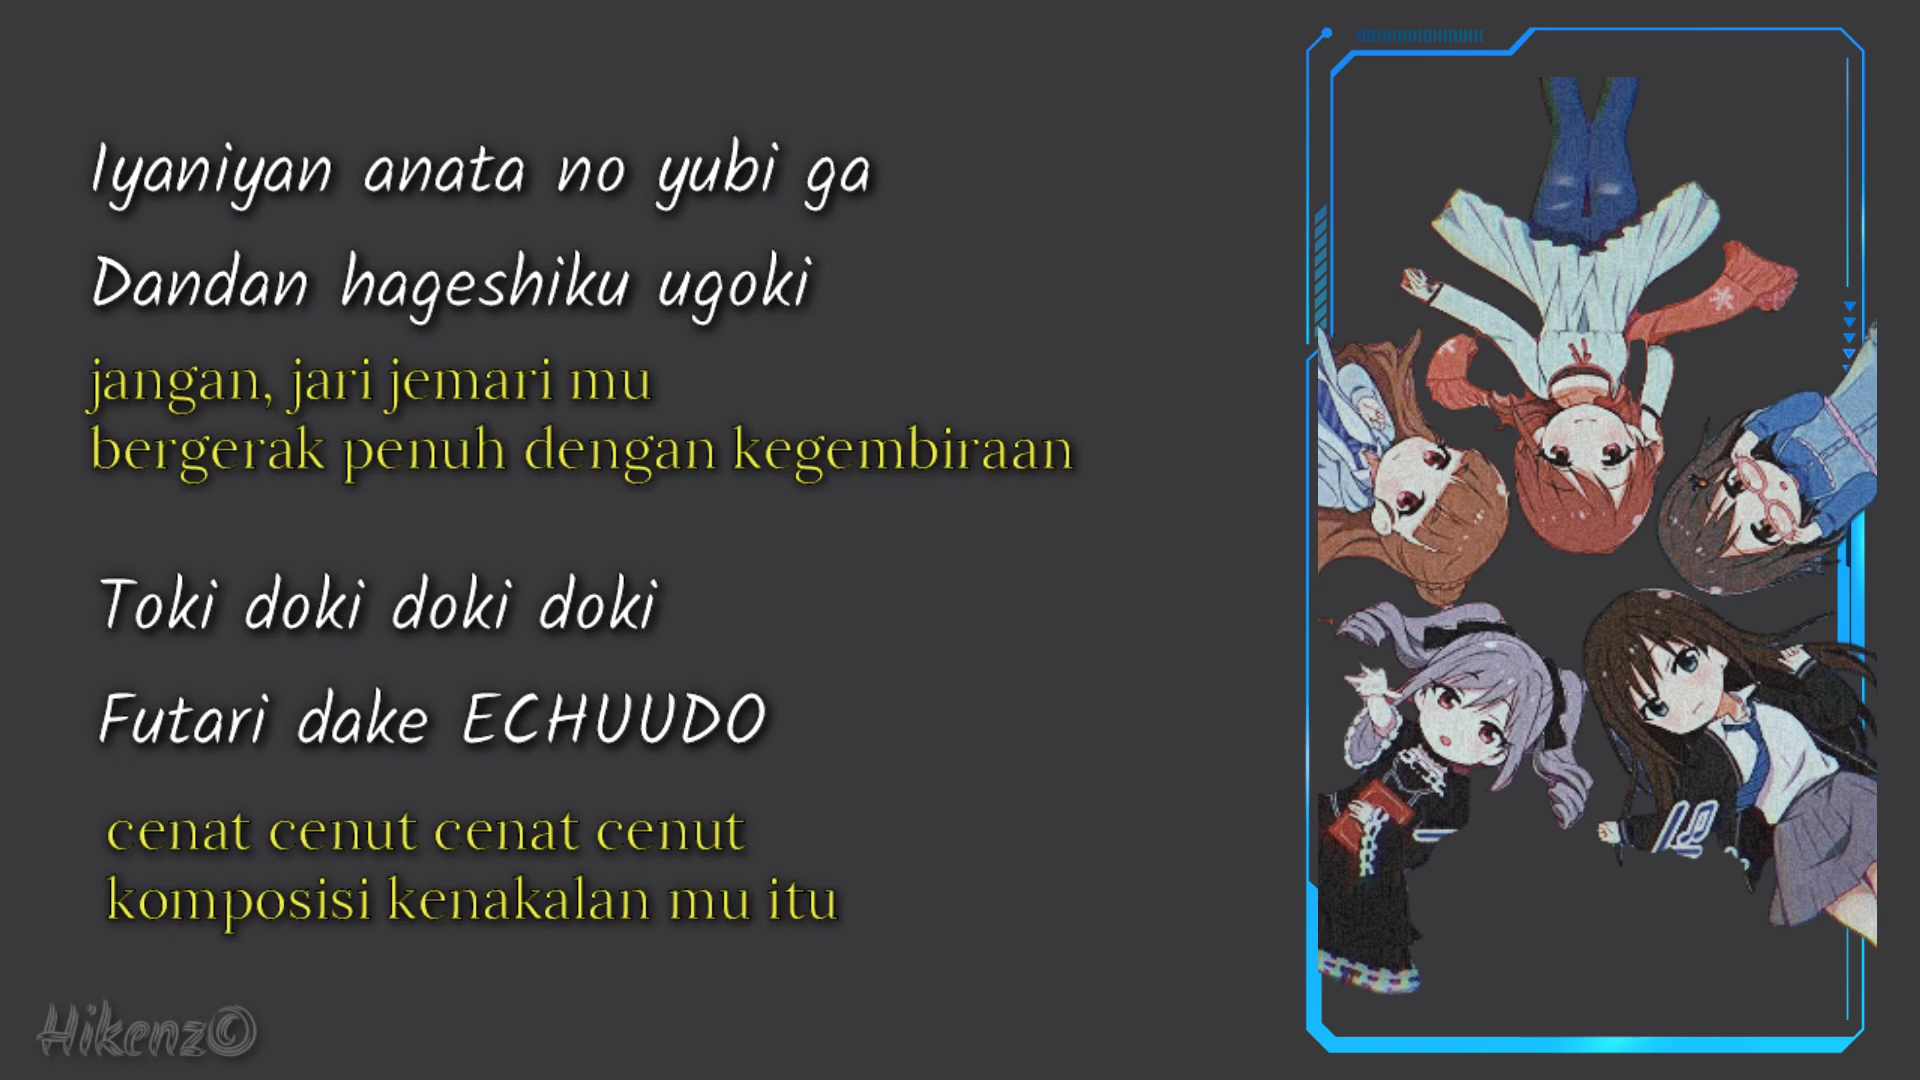 Iyaniyan anata no yubi ga
Dandan hageshiku ugoki
jangan, jari jemari mu
bergerak penuh dengan kegembiraan
Toki doki doki doki
Futari dake ECHUUDO
cenat cenut cenat cenut
komposisi kenakalan mu itu
Hikenz©